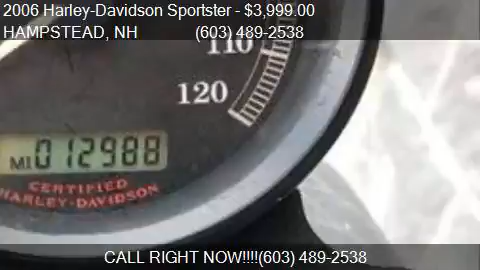 2006 Harley-Davidson Sportster - $3,999.00
HAMPSTEAD, NH (603) 489-2538
110
120
MI 012988
CERTIFIED
HARLEY-DAVIDSON
CALL RIGHT NOW!!!!(603) 489-2538